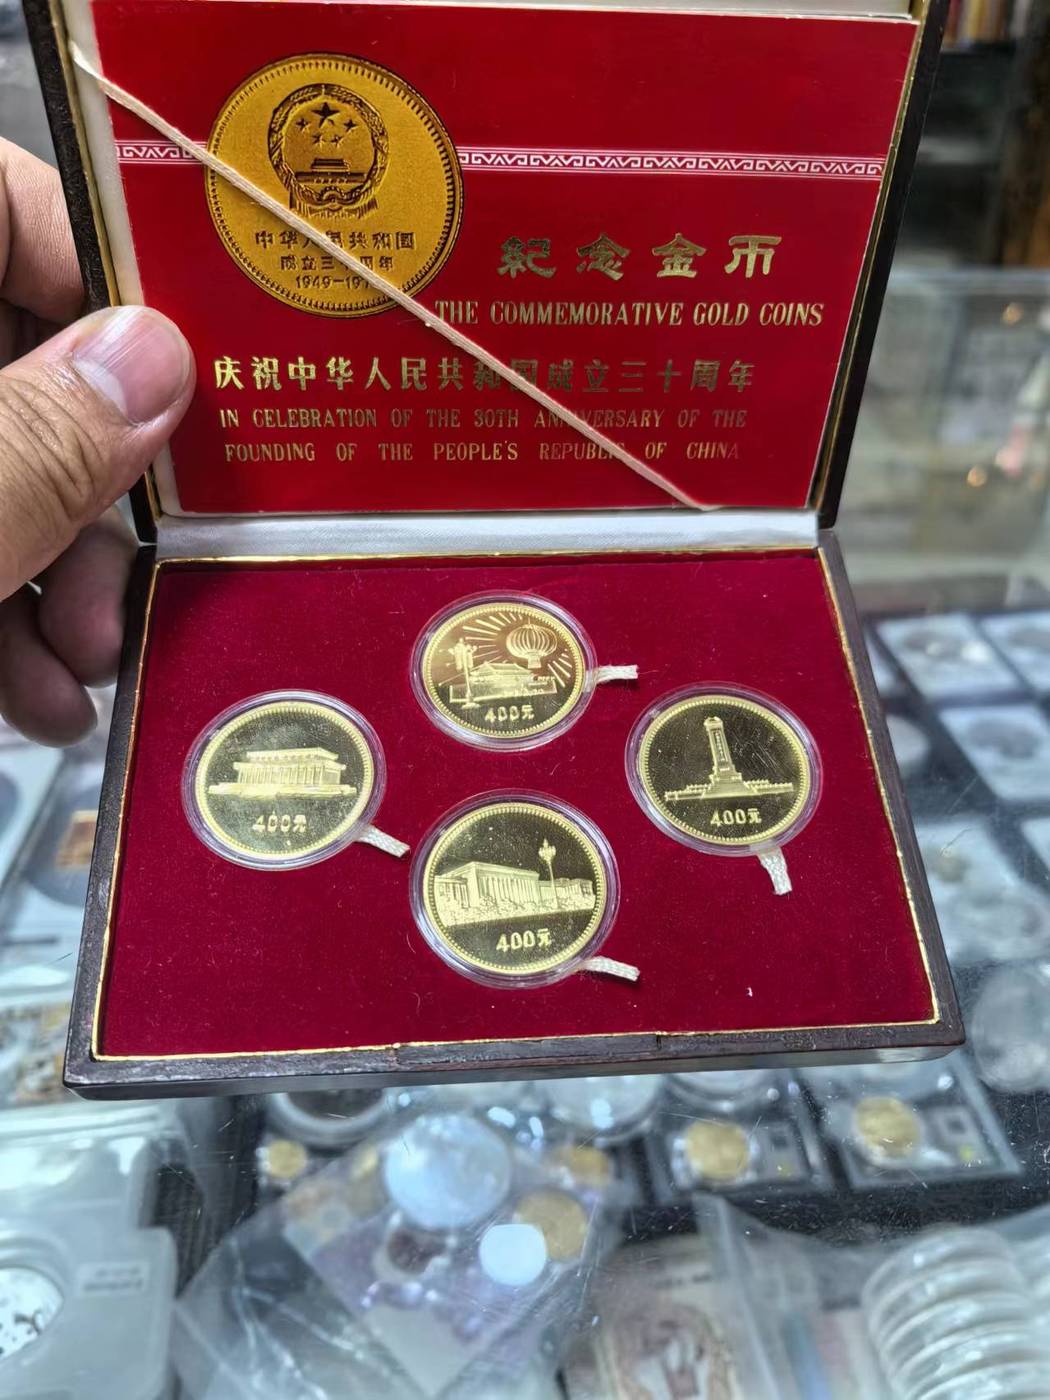 中华人民共和国
成立三十周年
1949-197
紀念金币
THE COMMEMORATIVE GOLD COINS
庆祝中华人民共和国成立三十周年
IN CELEBRATION OF THE 30TH ANNIVERSARY OF THE
FOUNDING OF THE PEOPLE'S REPUBLIC OF CHINA
400元
400元
400元
400元